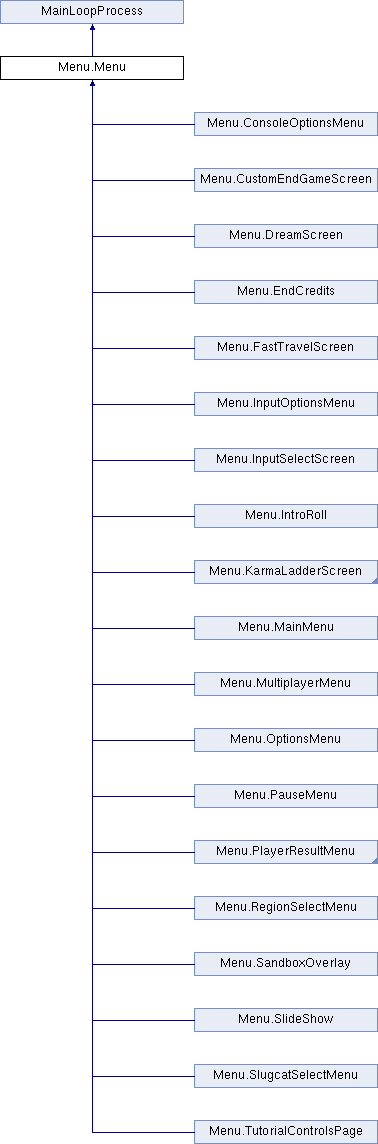 MainLoopProcess
Menu.Menu
Menu.ConsoleOptionsMenu
Menu.CustomEndGameScreen
Menu.DreamScreen
Menu.EndCredits
Menu.FastTravelScreen
Menu.InputOptionsMenu
Menu.InputSelectScreen
Menu.IntroRoll
Menu.KarmaLadderScreen
Menu.MainMenu
Menu.MultiplayerMenu
Menu.OptionsMenu
Menu.PauseMenu
Menu.PlayerResultMenu
Menu.RegionSelectMenu
Menu.SandboxOverlay
Menu.SlideShow
Menu.SlugcatSelectMenu
Menu.TutorialControlsPage